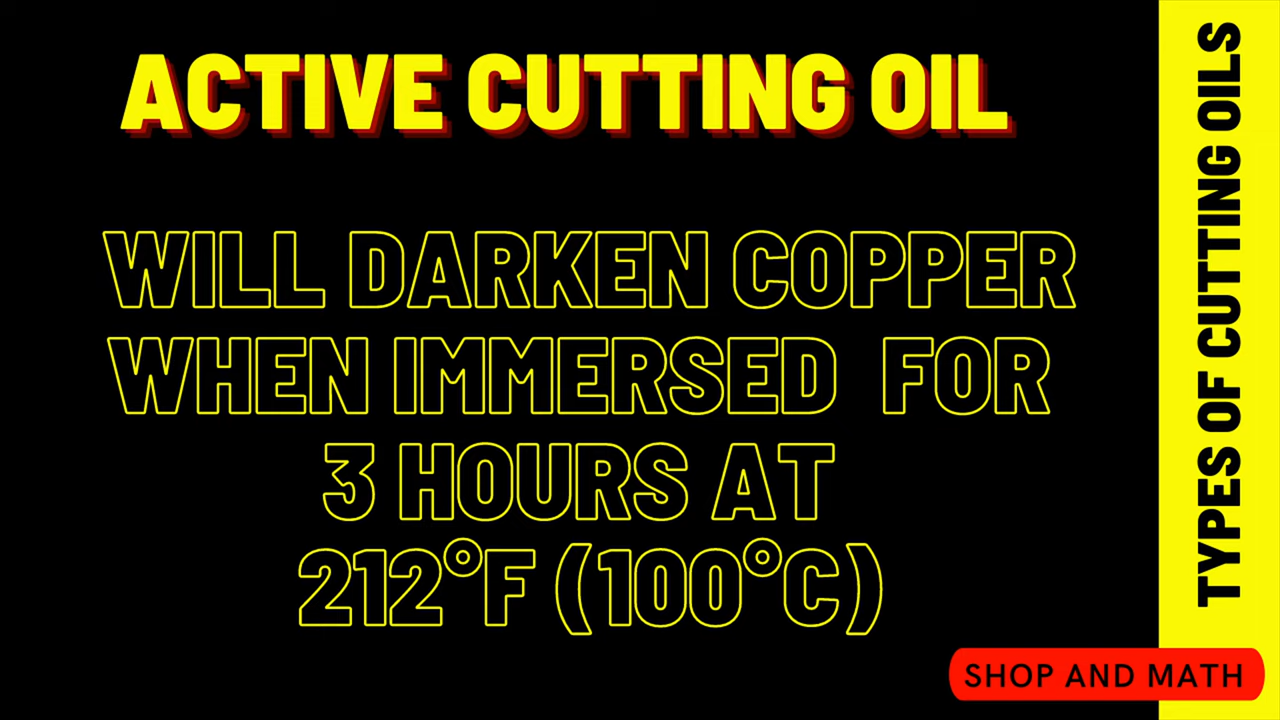 ACTIVE CUTTING OIL
WILL DARKEN COPPER
WHEN IMMERSED FOR
3 HOURS AT
212°F (100°C)
TYPES OF CUTTING OILS
SHOP AND MATH